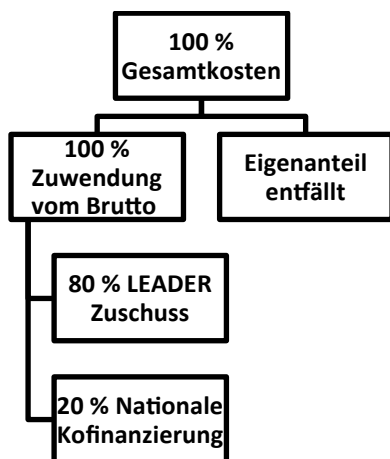 100 %
Gesamtkosten
100 %
Zuwendung
vom Brutto
Eigenanteil
entfällt
80 % LEADER
Zuschuss
20 % Nationale
Kofinanzierung